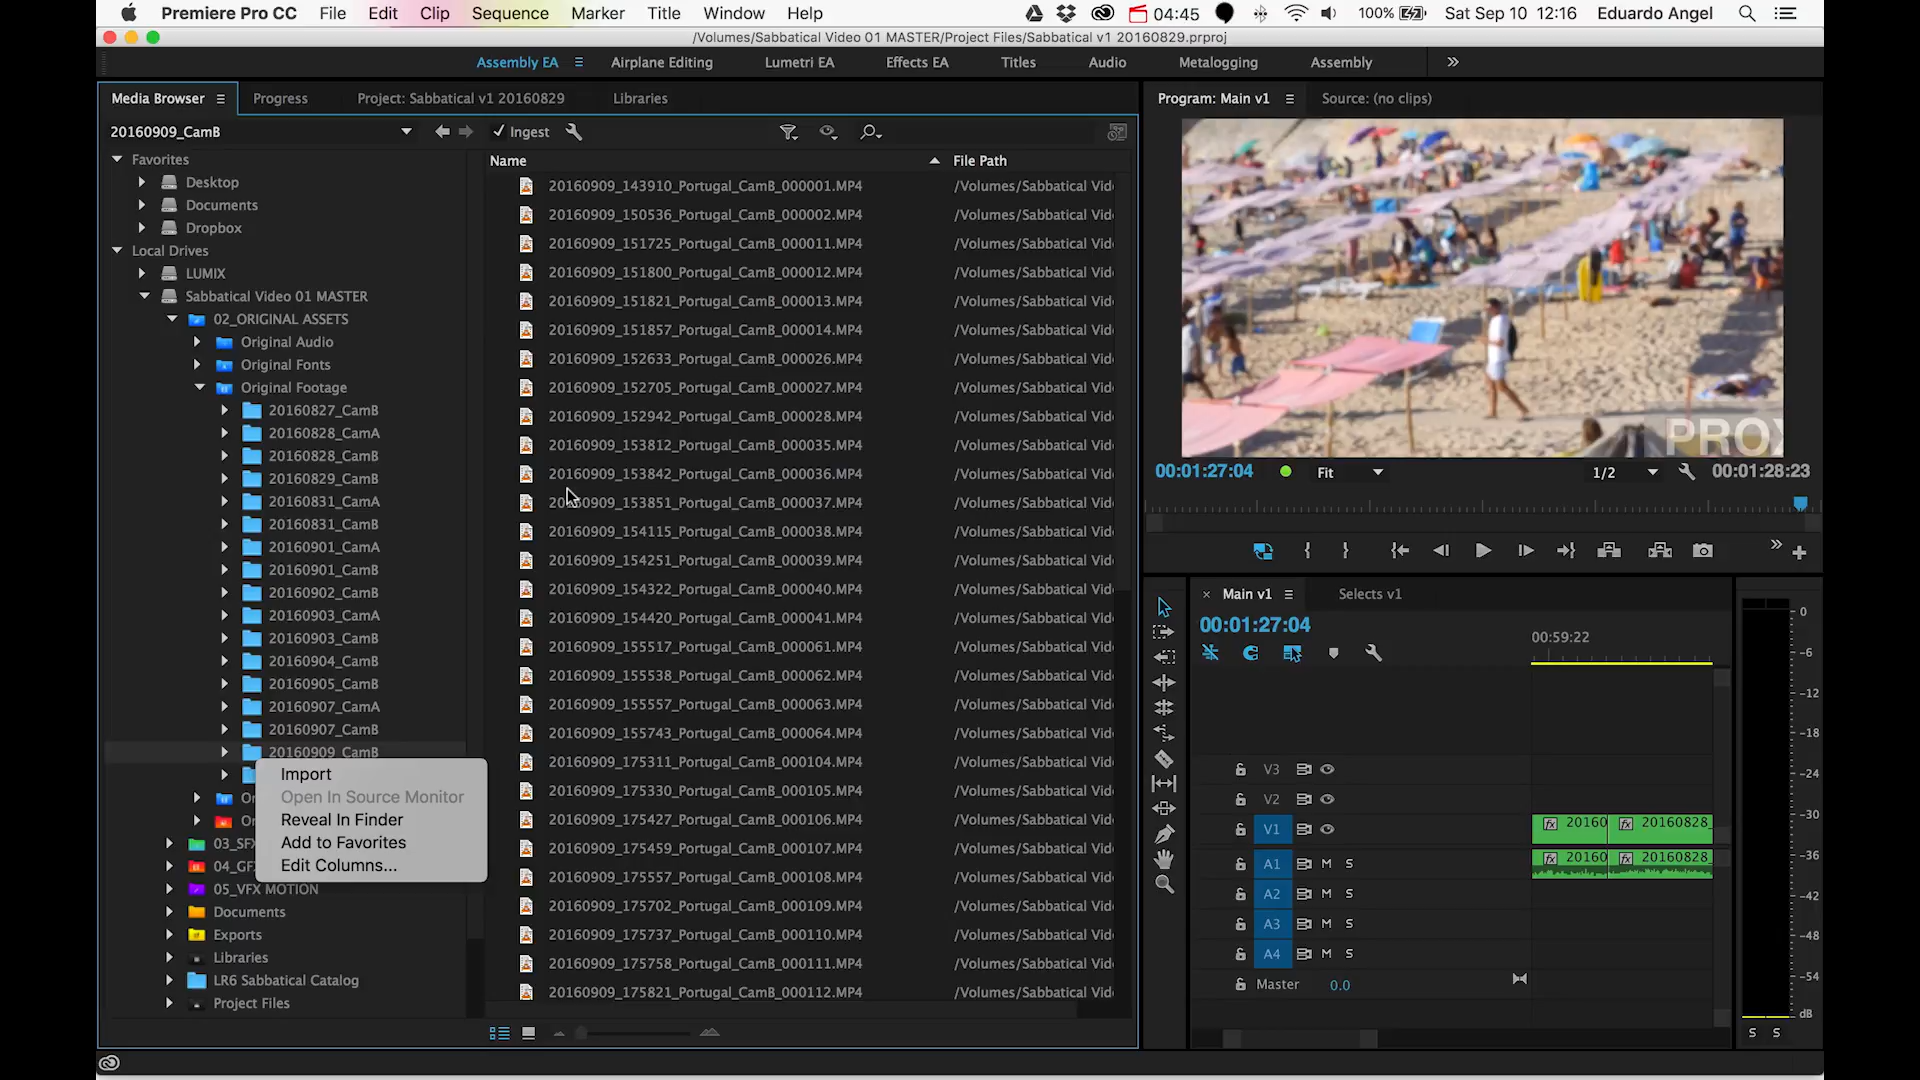 Premiere Pro CC File Edit Clip Sequence Marker Title Window Help 04:45 100% Sat Sep 10 12:16 Eduardo Angel
/Volumes/Sabbatical Video 01 MASTER/Project Files/Sabbatical v1 20160829.prproj
Assembly EA Airplane Editing Lumetri EA Effects EA Titles Audio Metalogging Assembly
Media Browser Progress Project: Sabbatical v1 20160829 Libraries
20160909_CamB Ingest
Favorites
Desktop
Documents
Dropbox
Local Drives
LUMIX
Sabbatical Video 01 MASTER
02_ORIGINAL ASSETS
Original Audio
Original Fonts
Original Footage
20160827_CamB
20160828_CamA
20160828_CamB
20160829_CamB
20160831_CamA
20160831_CamB
20160901_CamA
20160901_CamB
20160902_CamB
20160903_CamA
20160903_CamB
20160904_CamB
20160905_CamB
20160907_CamA
20160907_CamB
20160909_CamB
Or
Or
03_SF
04_GF
05_VFX MOTION
Documents
Exports
Libraries
LR6 Sabbatical Catalog
Project Files
Import
Open In Source Monitor
Reveal In Finder
Add to Favorites
Edit Columns...
Name File Path
20160909_143910_Portugal_CamB_000001.MP4 /Volumes/Sabbatical Vid
20160909_150536_Portugal_CamB_000002.MP4 /Volumes/Sabbatical Vid
20160909_151725_Portugal_CamB_000011.MP4 /Volumes/Sabbatical Vid
20160909_151800_Portugal_CamB_000012.MP4 /Volumes/Sabbatical Vid
20160909_151821_Portugal_CamB_000013.MP4 /Volumes/Sabbatical Vid
20160909_151857_Portugal_CamB_000014.MP4 /Volumes/Sabbatical Vid
20160909_152633_Portugal_CamB_000026.MP4 /Volumes/Sabbatical Vid
20160909_152705_Portugal_CamB_000027.MP4 /Volumes/Sabbatical Vid
20160909_152942_Portugal_CamB_000028.MP4 /Volumes/Sabbatical Vid
20160909_153812_Portugal_CamB_000035.MP4 /Volumes/Sabbatical Vid
20160909_153842_Portugal_CamB_000036.MP4 /Volumes/Sabbatical Vid
20160909_153851_Portugal_CamB_000037.MP4 /Volumes/Sabbatical Vid
20160909_154115_Portugal_CamB_000038.MP4 /Volumes/Sabbatical Vid
20160909_154251_Portugal_CamB_000039.MP4 /Volumes/Sabbatical Vid
20160909_154322_Portugal_CamB_000040.MP4 /Volumes/Sabbatical Vid
20160909_154420_Portugal_CamB_000041.MP4 /Volumes/Sabbatical Vid
20160909_155517_Portugal_CamB_000061.MP4 /Volumes/Sabbatical Vid
20160909_155538_Portugal_CamB_000062.MP4 /Volumes/Sabbatical Vid
20160909_155557_Portugal_CamB_000063.MP4 /Volumes/Sabbatical Vid
20160909_155743_Portugal_CamB_000064.MP4 /Volumes/Sabbatical Vid
20160909_175311_Portugal_CamB_000104.MP4 /Volumes/Sabbatical Vid
20160909_175330_Portugal_CamB_000105.MP4 /Volumes/Sabbatical Vid
20160909_175427_Portugal_CamB_000106.MP4 /Volumes/Sabbatical Vid
20160909_175459_Portugal_CamB_000107.MP4 /Volumes/Sabbatical Vid
20160909_175557_Portugal_CamB_000108.MP4 /Volumes/Sabbatical Vid
20160909_175702_Portugal_CamB_000109.MP4 /Volumes/Sabbatical Vid
20160909_175737_Portugal_CamB_000110.MP4 /Volumes/Sabbatical Vid
20160909_175758_Portugal_CamB_000111.MP4 /Volumes/Sabbatical Vid
20160909_175821_Portugal_CamB_000112.MP4 /Volumes/Sabbatical Vid
Program: Main v1 Source: (no clips)
PROX
00:01:27:04 Fit 1/2 00:01:28:23
× Main v1 Selects v1
00:01:27:04
00:59:22
V3
V2
V1 20160 20160828_
A1 M S 20160 20160828_
A2 M S
A3 M S
A4 M S
Master 0.0
0
-6
-12
-18
-24
-30
-36
-42
-48
-54
dB
S S